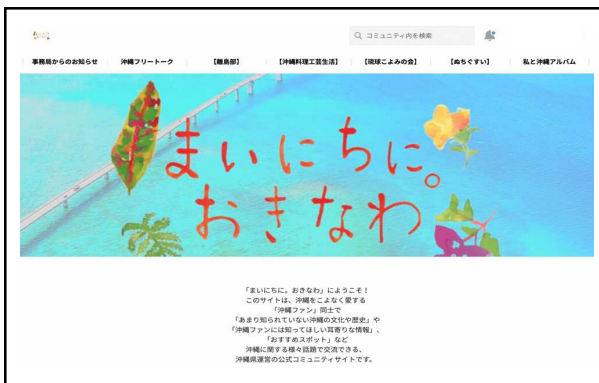 コミュニティ内を検索
事務局からのお知らせ 沖縄フリートーク 【離島部】 【沖縄料理工芸生活】 【琉球こよみの会】 【ぬちぐすい】 私と沖縄アルバム
まいにちに。
おきなわ
「まいにちに。おきなわ」にようこそ！
このサイトは、沖縄をこよなく愛する
「沖縄ファン」同士で
「あまり知られていない沖縄の文化や歴史」や
「沖縄ファンには知ってほしい耳寄りな情報」、
「おすすめスポット」など
沖縄に関する様々話題で交流できる、
沖縄県運営の公式コミュニティサイトです。